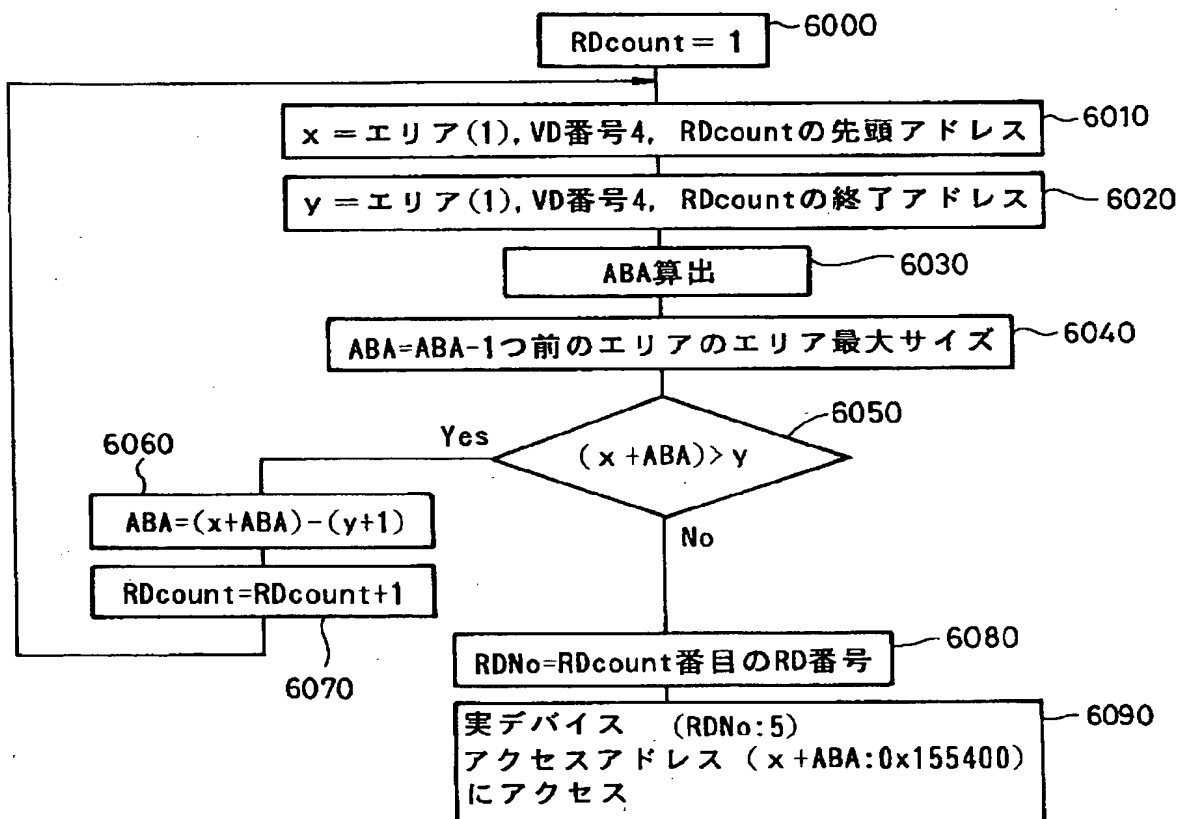 RDcount = 1
6000
x = エリア(1), VD番号4, RDcountの先頭アドレス
6010
y = エリア(1), VD番号4, RDcountの終了アドレス
6020
ABA算出
6030
ABA=ABA-1つ前のエリアのエリア最大サイズ
6040
(x+ABA)>y
6050
Yes
No
6060
ABA=(x+ABA)-(y+1)
RDcount=RDcount+1
6070
RDNo=RDcount番目のRD番号
6080
実デバイス (RDNo:5)
アクセスアドレス (x+ABA:0x155400)
にアクセス
6090